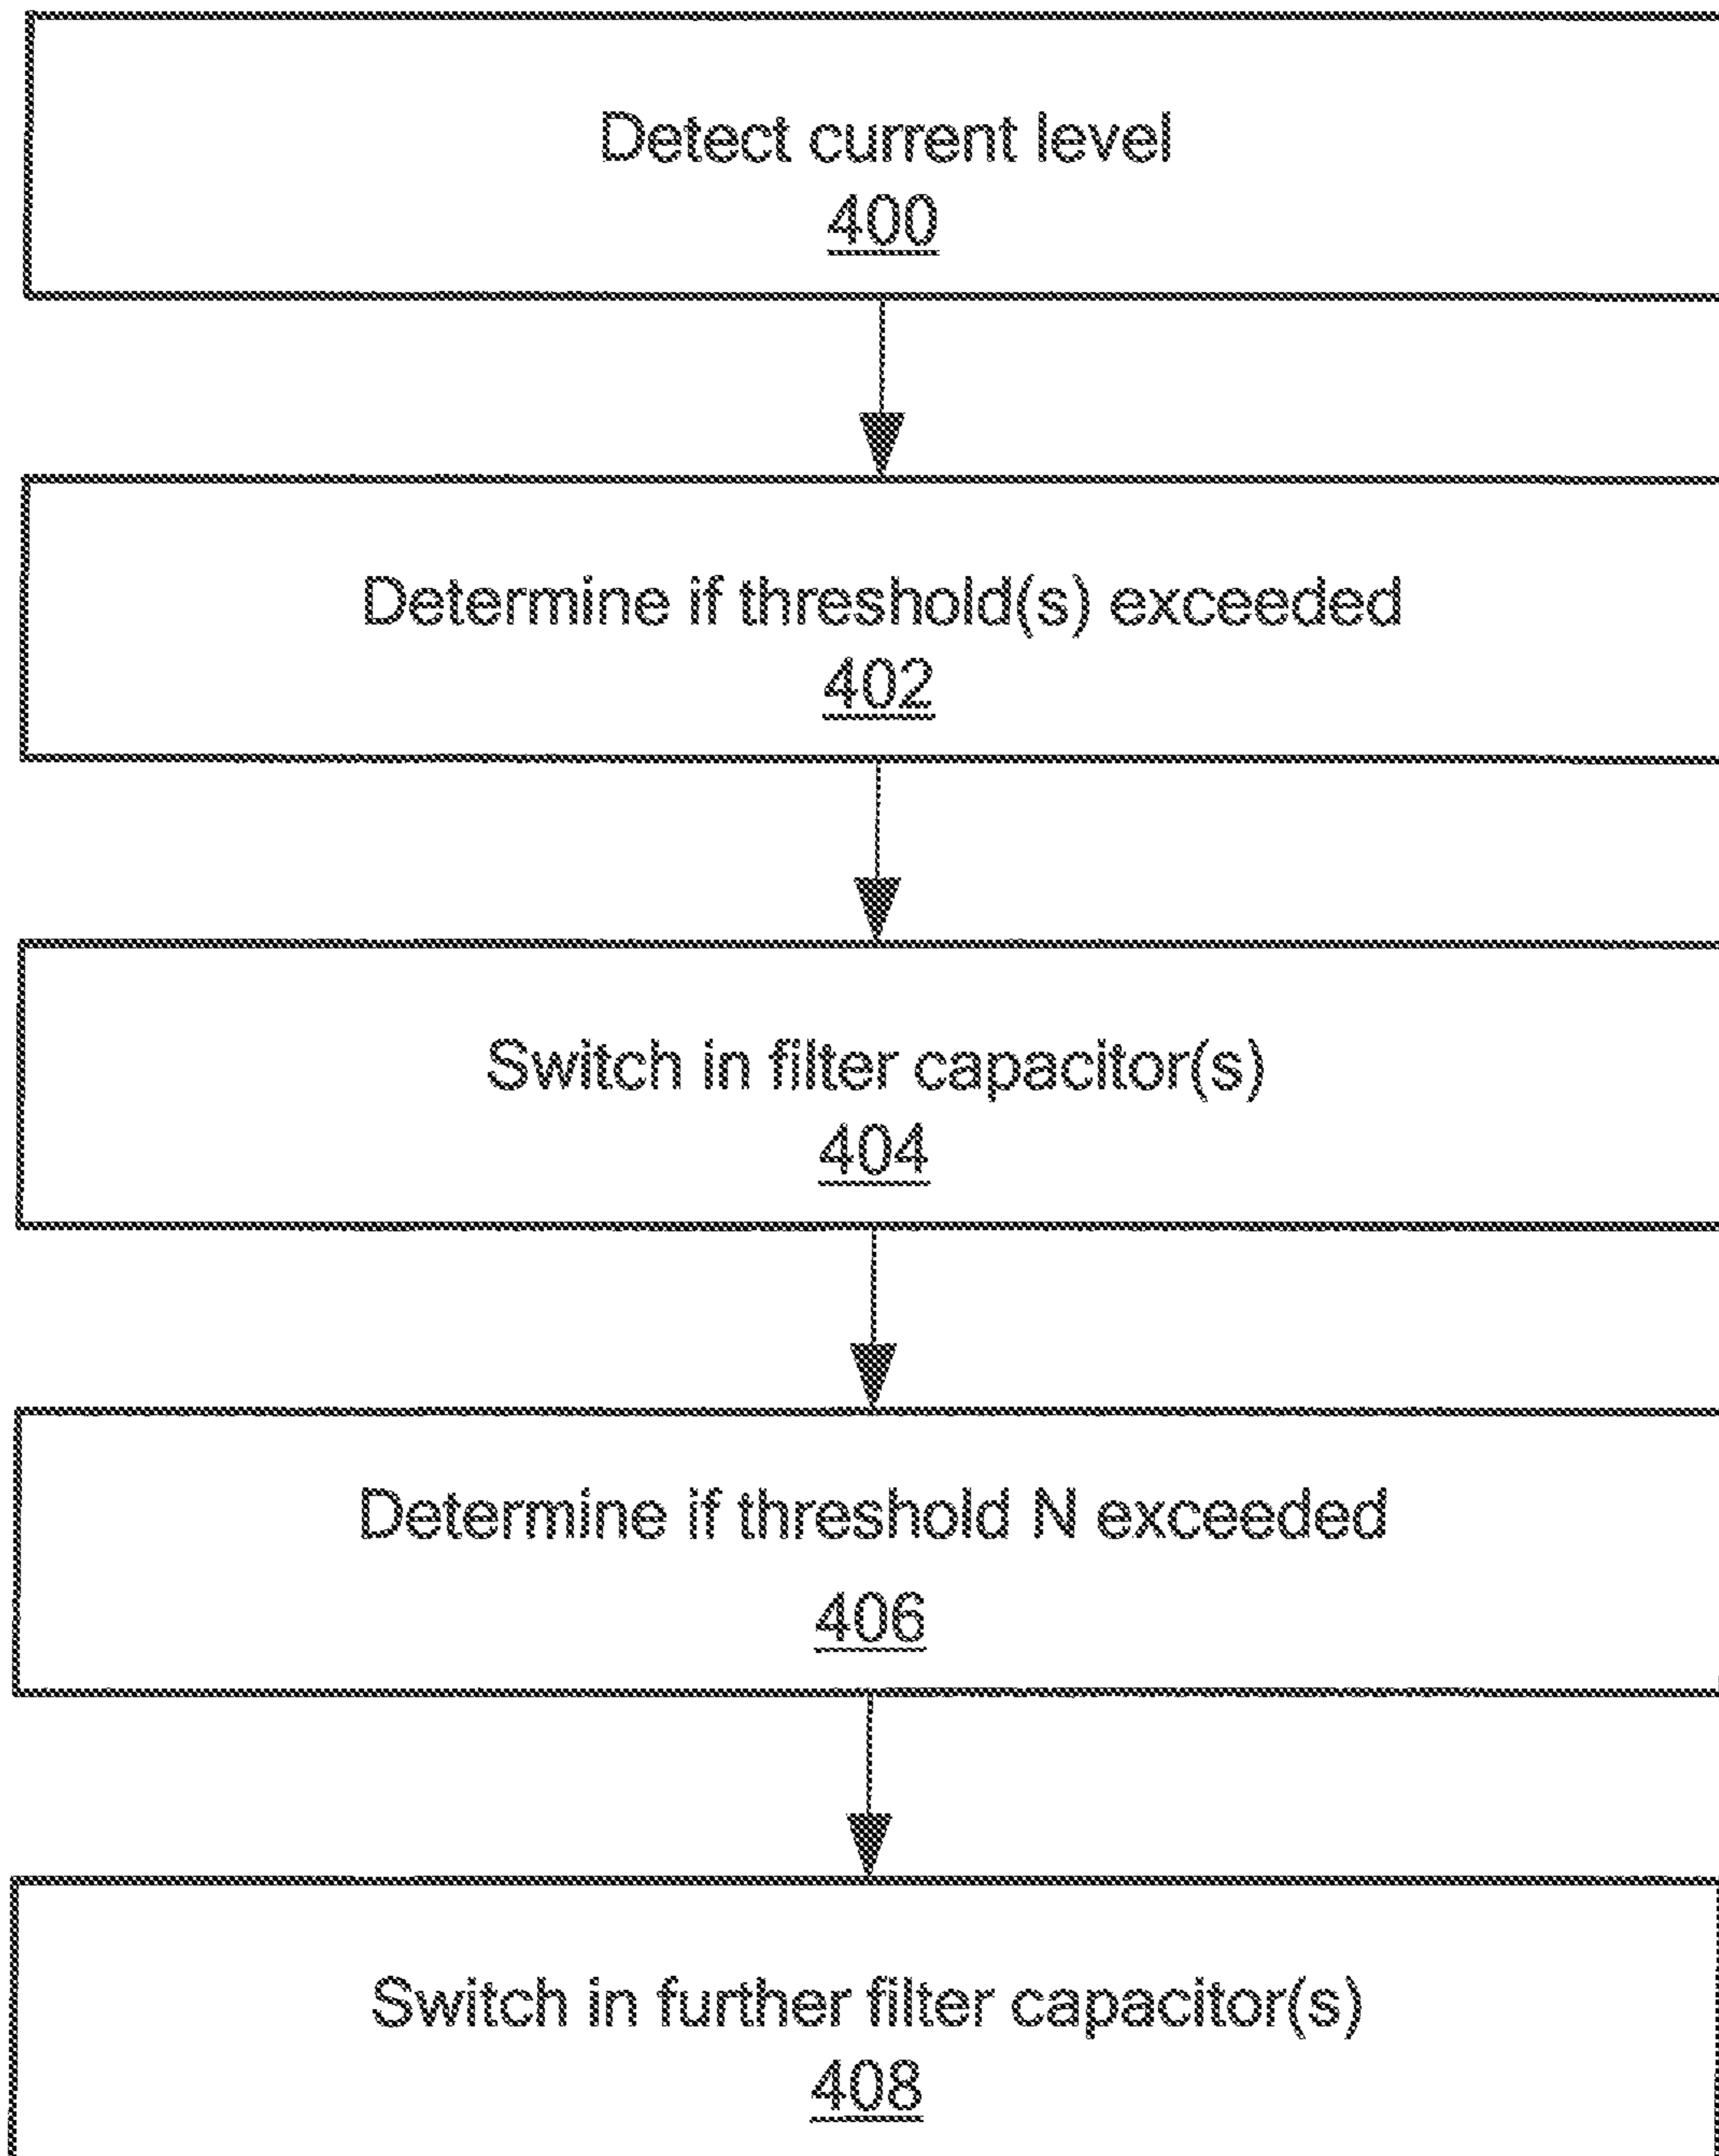 Detect current level
400
Determine if threshold(s) exceeded
402
Switch in filter capacitor(s)
404
Determine if threshold N exceeded
406
Switch in further filter capacitor(s)
408